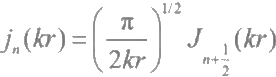 j_n(kr) = (π / 2kr)^{1/2} J_{n+1/2}(kr)